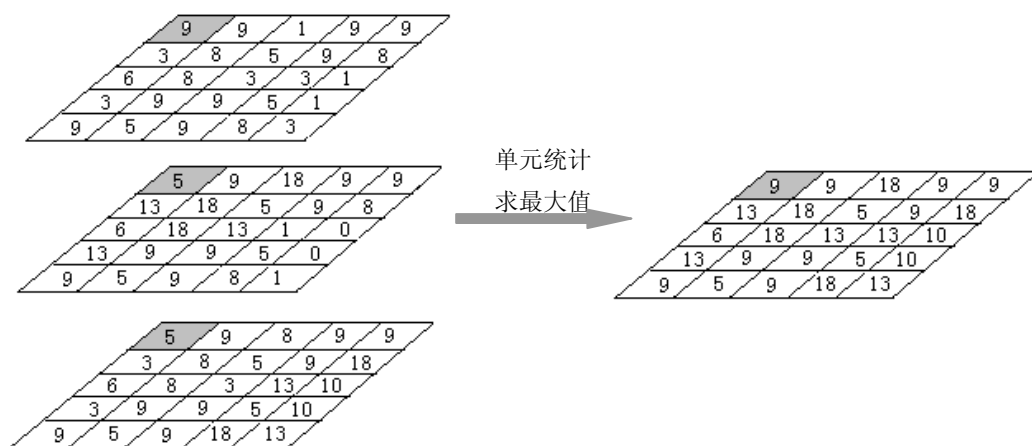 9 9 1 9 9
3 8 5 9 8
6 8 3 3 1
3 9 9 5 1
9 5 9 8 3
5 9 18 9 9
13 18 5 9 8
6 18 13 1 0
13 9 9 5 0
9 5 9 8 1
5 9 8 9 9
3 8 5 9 18
6 8 3 13 10
3 9 9 5 10
9 5 9 18 13
单元统计
求最大值
9 9 18 9 9
13 18 5 9 18
6 18 13 13 10
13 9 9 5 10
9 5 9 18 13